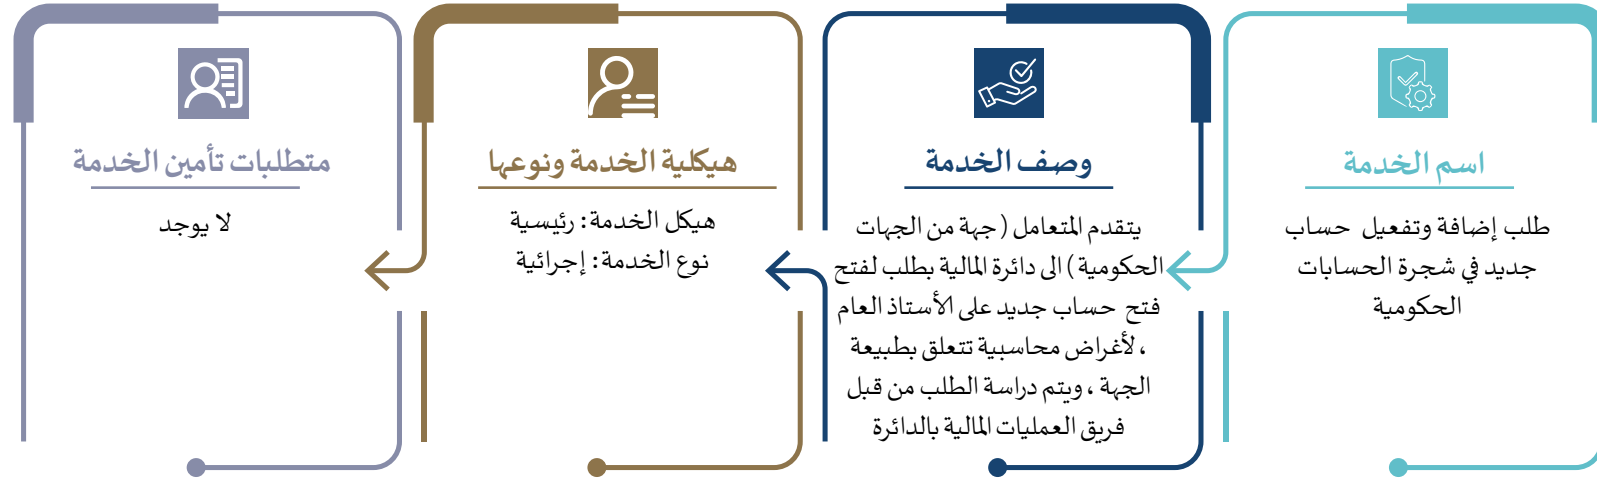 اسم الخدمة
طلب إضافة وتفعيل حساب
جديد في شجرة الحسابات
الحكومية
وصف الخدمة
يتقدم المتعامل (جهة من الجهات
الحكومية) الى دائرة المالية بطلب لفتح
فتح حساب جديد على الأستاذ العام
، لأغراض محاسبية تتعلق بطبيعة
الجهة ، ويتم دراسة الطلب من قبل
فريق العمليات المالية بالدائرة
هيكلية الخدمة ونوعها
هيكل الخدمة: رئيسية
نوع الخدمة: إجرائية
متطلبات تأمين الخدمة
لا يوجد